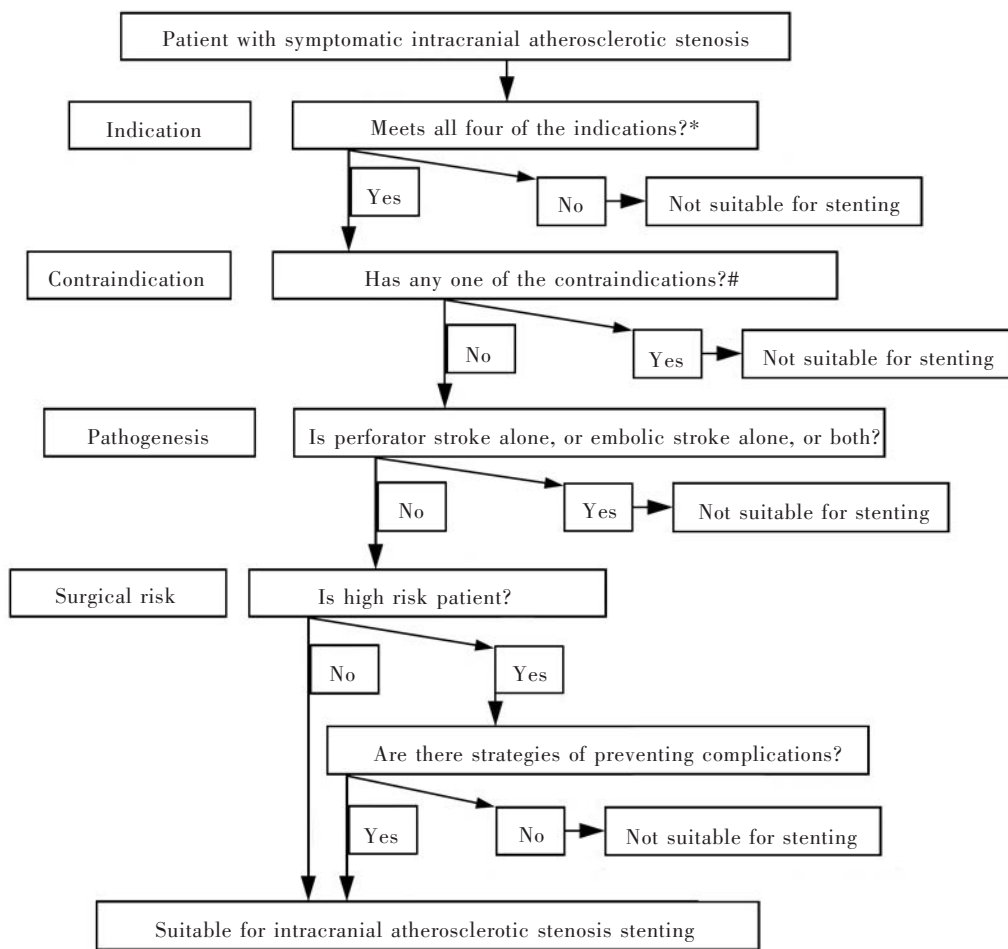 Patient with symptomatic intracranial atherosclerotic stenosis
Indication
Meets all four of the indications?*
Yes
No
Not suitable for stenting
Contraindication
Has any one of the contraindications?#
No
Yes
Not suitable for stenting
Pathogenesis
Is perforator stroke alone, or embolic stroke alone, or both?
No
Yes
Not suitable for stenting
Surgical risk
Is high risk patient?
No
Yes
Are there strategies of preventing complications?
Yes
No
Not suitable for stenting
Suitable for intracranial atherosclerotic stenosis stenting